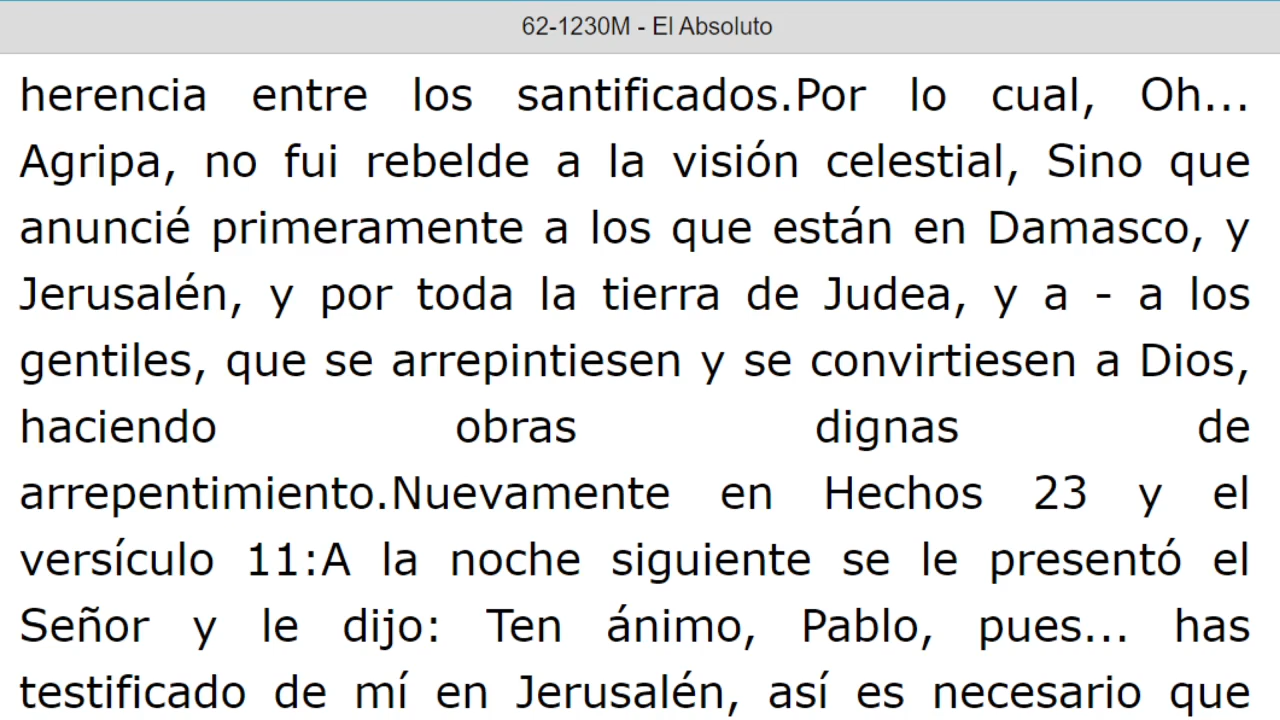 62-1230M - El Absoluto
herencia entre los santificados.Por lo cual, Oh...
Agripa, no fui rebelde a la visión celestial, Sino que
anuncié primeramente a los que están en Damasco, y
Jerusalén, y por toda la tierra de Judea, y a - a los
gentiles, que se arrepintiesen y se convirtiesen a Dios,
haciendo obras dignas de
arrepentimiento.Nuevamente en Hechos 23 y el
versículo 11:A la noche siguiente se le presentó el
Señor y le dijo: Ten ánimo, Pablo, pues... has
testificado de mí en Jerusalén, así es necesario que